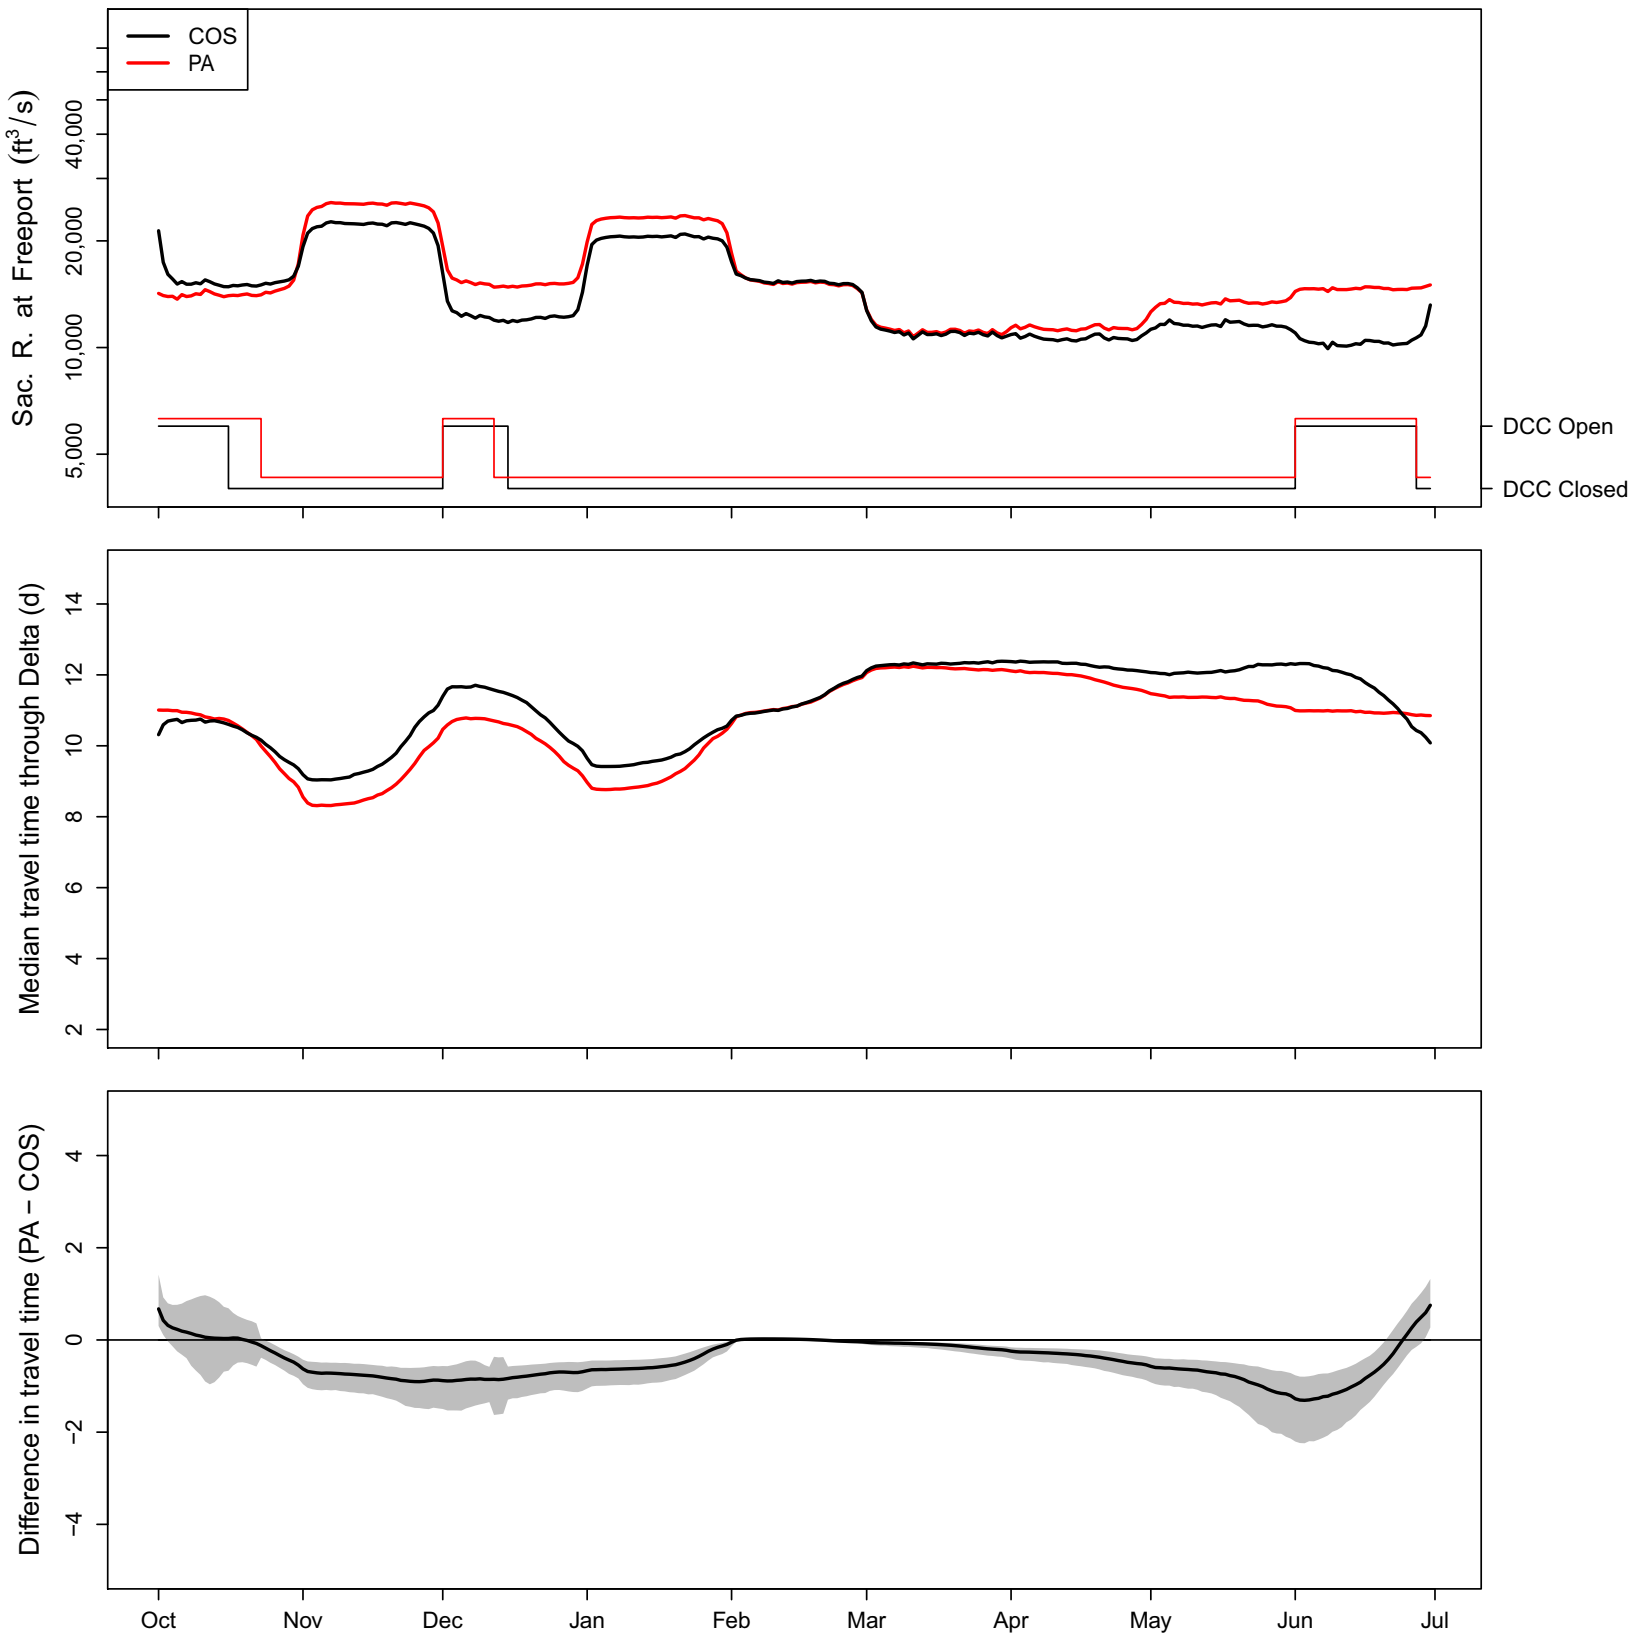 COS
PA
Sac. R. at Freeport (ft³/s)
40,000
20,000
10,000
5,000
DCC Open
DCC Closed
Median travel time through Delta (d)
14
12
10
8
6
4
2
Difference in travel time (PA − COS)
4
2
0
−2
−4
Oct Nov Dec Jan Feb Mar Apr May Jun Jul